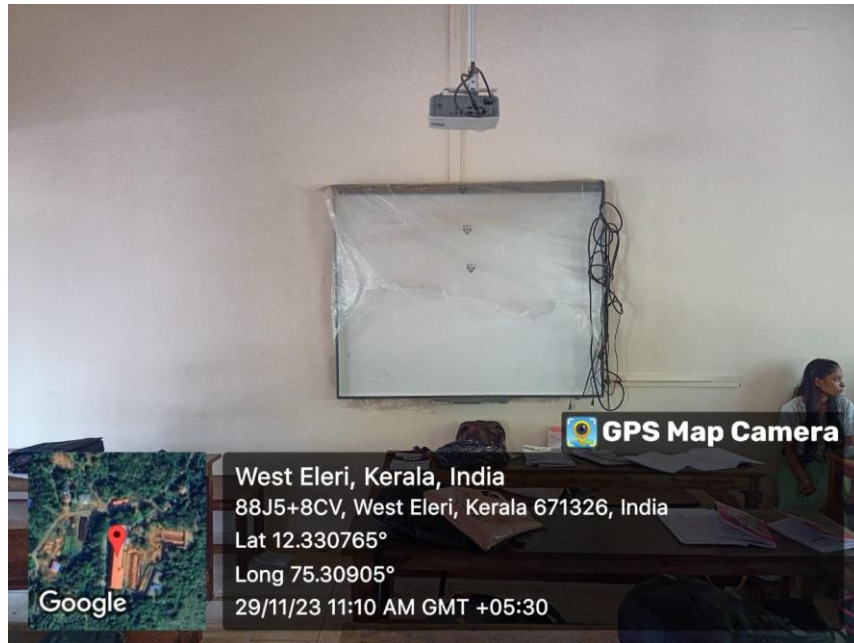 GPS Map Camera
West Eleri, Kerala, India
88J5+8CV, West Eleri, Kerala 671326, India
Lat 12.330765°
Long 75.30905°
29/11/23 11:10 AM GMT +05:30
Google